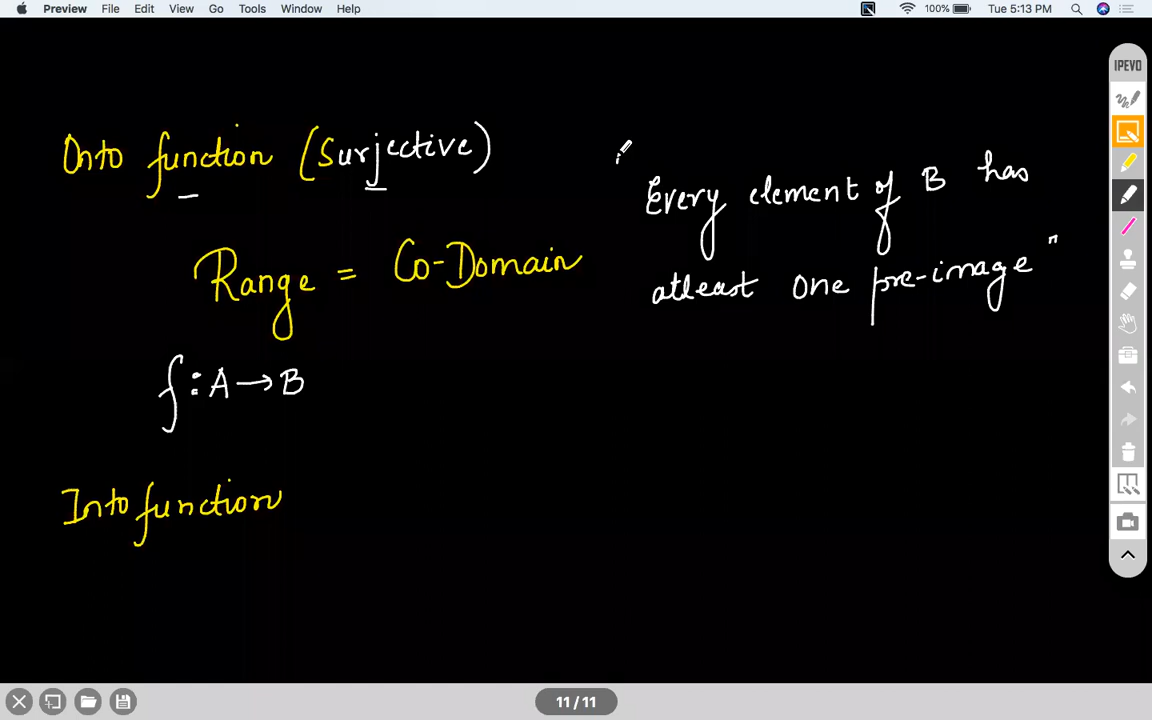 Preview File Edit View Go Tools Window Help 100% Tue 5:13 PM
IPEVO
Onto function (Surjective)
Range = Co-Domain
f : A → B
Into function
" Every element of B has
atleast one pre-image "
11/11